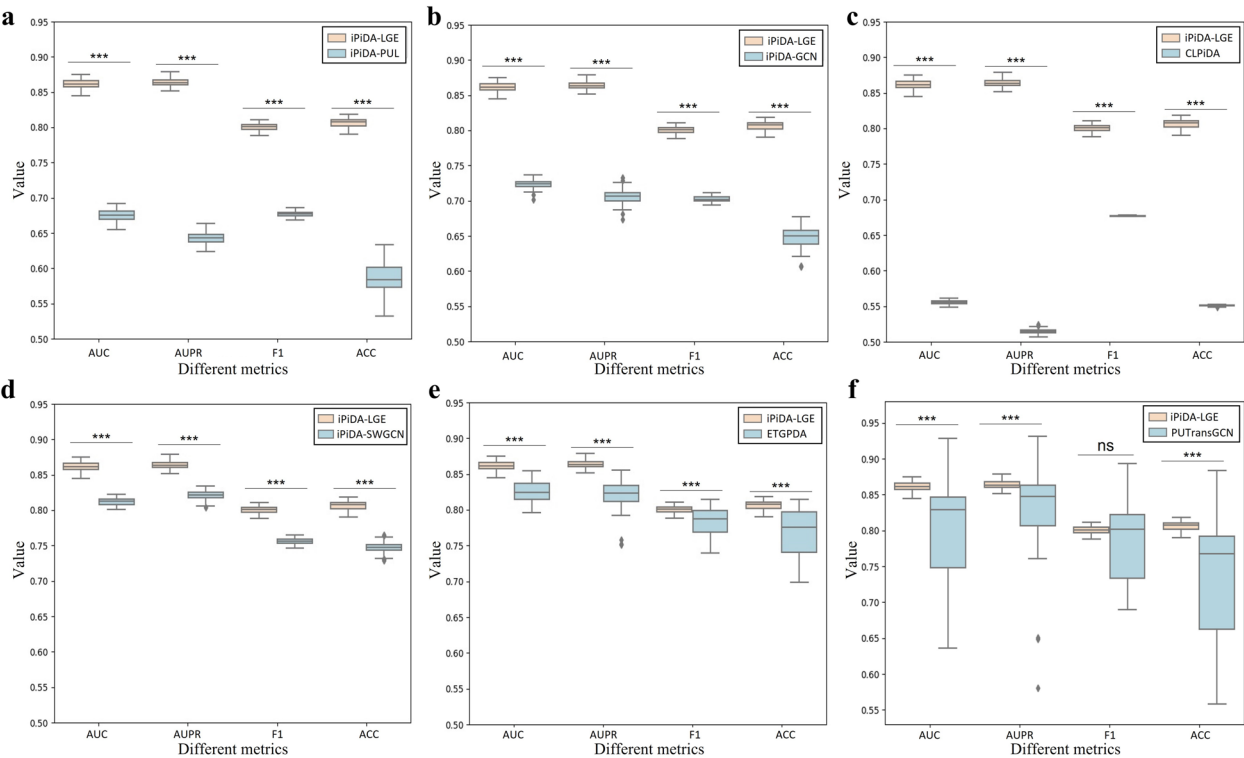 a
0.95
0.90
0.85
0.80
0.75
0.70
0.65
0.60
0.55
0.50
Value
iPiDA-LGE
iPiDA-PUL
***
***
***
***
AUC
AUPR
F1
ACC
Different metrics
b
0.95
0.90
0.85
0.80
0.75
0.70
0.65
0.60
0.55
0.50
Value
iPiDA-LGE
iPiDA-GCN
***
***
***
***
AUC
AUPR
F1
ACC
Different metrics
c
0.95
0.90
0.85
0.80
0.75
0.70
0.65
0.60
0.55
0.50
Value
iPiDA-LGE
CLPiDA
***
***
***
***
AUC
AUPR
F1
ACC
Different metrics
d
0.95
0.90
0.85
0.80
0.75
0.70
0.65
0.60
0.55
0.50
Value
iPiDA-LGE
iPiDA-SWGCN
***
***
***
***
AUC
AUPR
F1
ACC
Different metrics
e
0.95
0.90
0.85
0.80
0.75
0.70
0.65
0.60
0.55
0.50
Value
iPiDA-LGE
ETGPDA
***
***
***
***
AUC
AUPR
F1
ACC
Different metrics
f
0.95
0.90
0.85
0.80
0.75
0.70
0.65
0.60
0.55
Value
iPiDA-LGE
PUTransGCN
***
***
ns
***
AUC
AUPR
F1
ACC
Different metrics